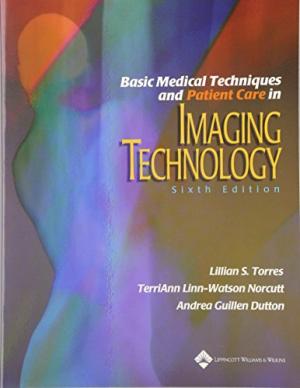 Basic Medical Techniques
and Patient Care in
IMAGING
TECHNOLOGY
Sixth Edition
Lillian S. Torres
TerriAnn Linn-Watson Norcutt
Andrea Guillen Dutton
LIPPINCOTT WILLIAMS & WILKINS